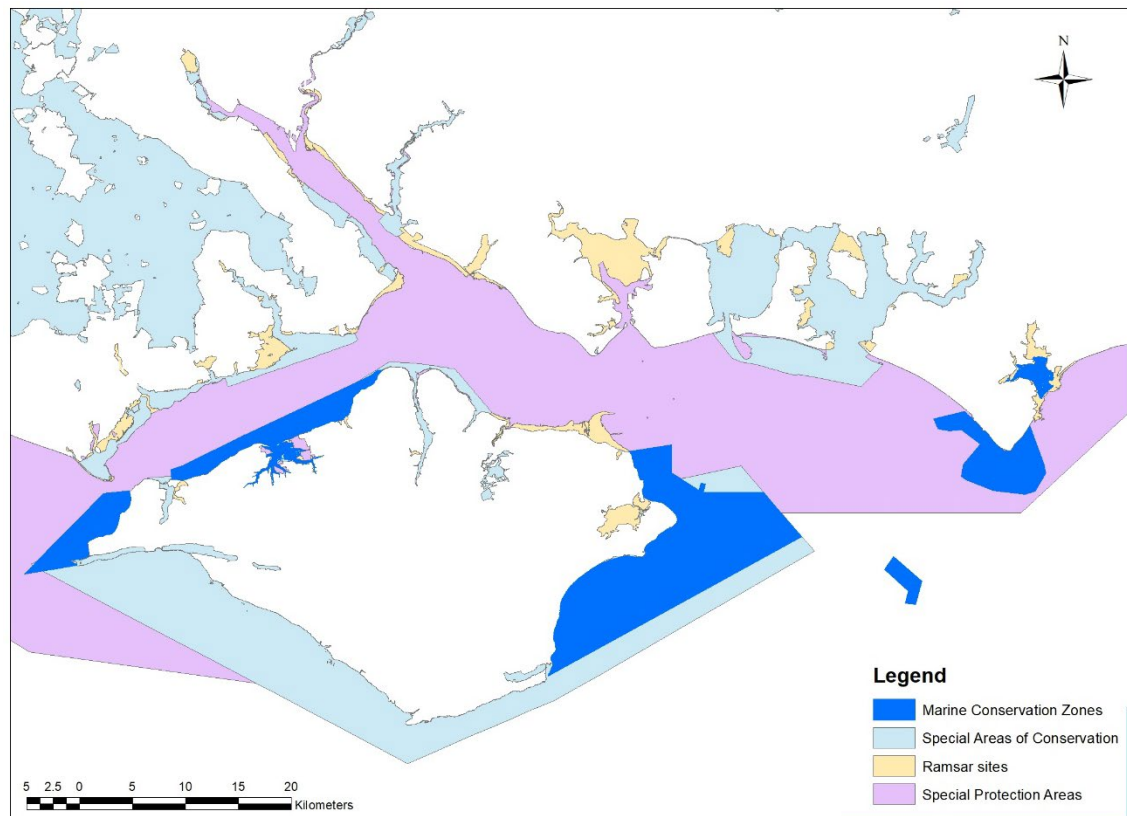 N
Legend
Marine Conservation Zones
Special Areas of Conservation
Ramsar sites
Special Protection Areas
5 2.5 0 5 10 15 20
Kilometers